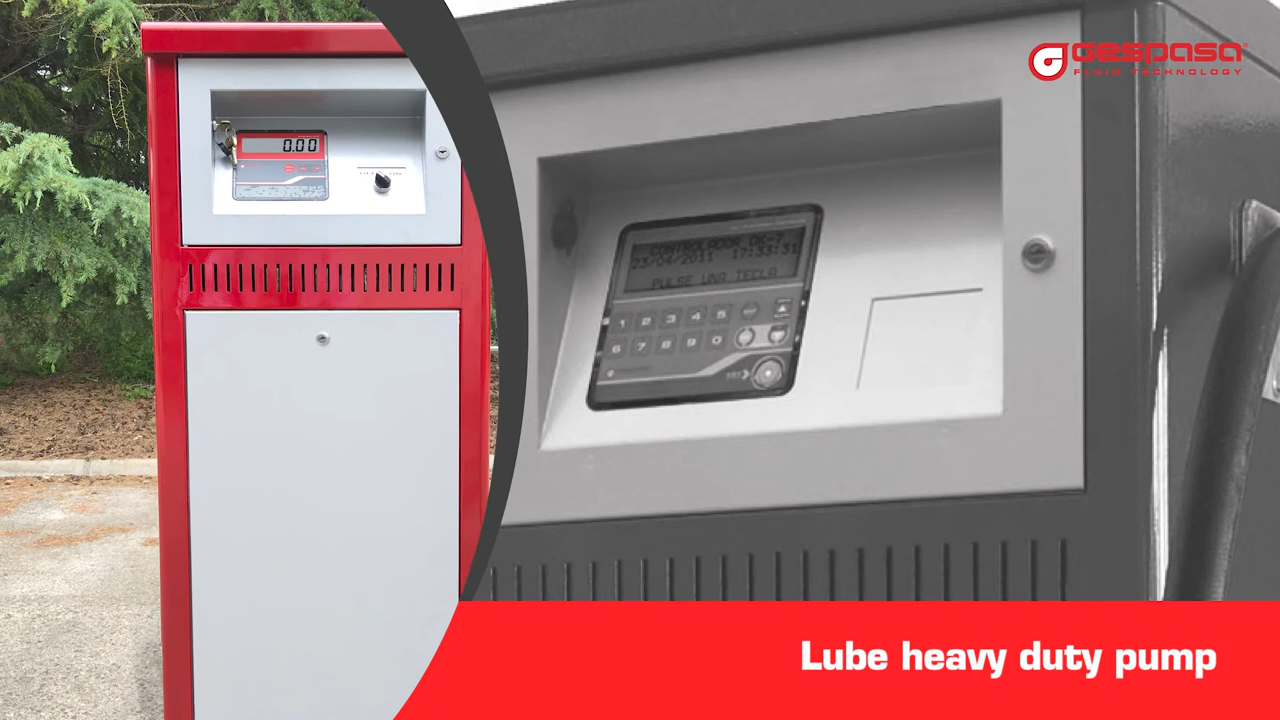 0.00
GESPASA
FLUID TECHNOLOGY
CONTROLADOR
23/04/2011 17:33:31
PULSE UNA TECLA
1 2 3 4 5
6 7 8 9 0
Lube heavy duty pump